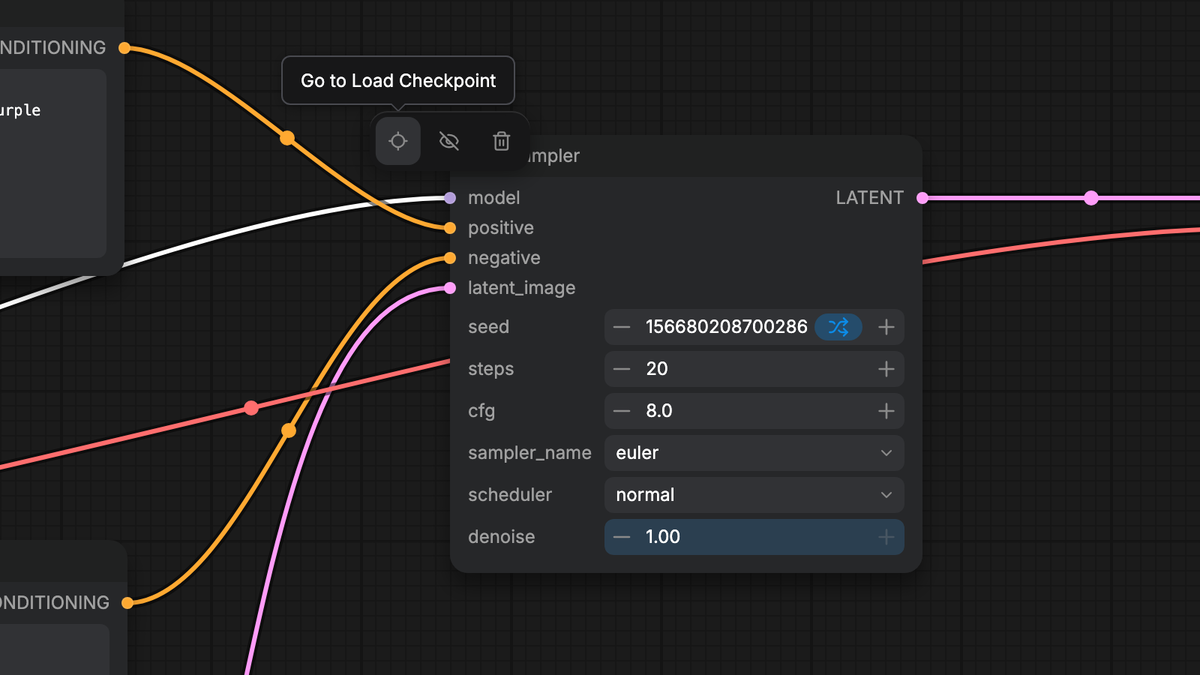 NDITIONING
urple
Go to Load Checkpoint
mpler
model
LATENT
positive
negative
latent_image
seed 156680208700286
steps 20
cfg 8.0
sampler_name euler
scheduler normal
denoise 1.00
ONDITIONING